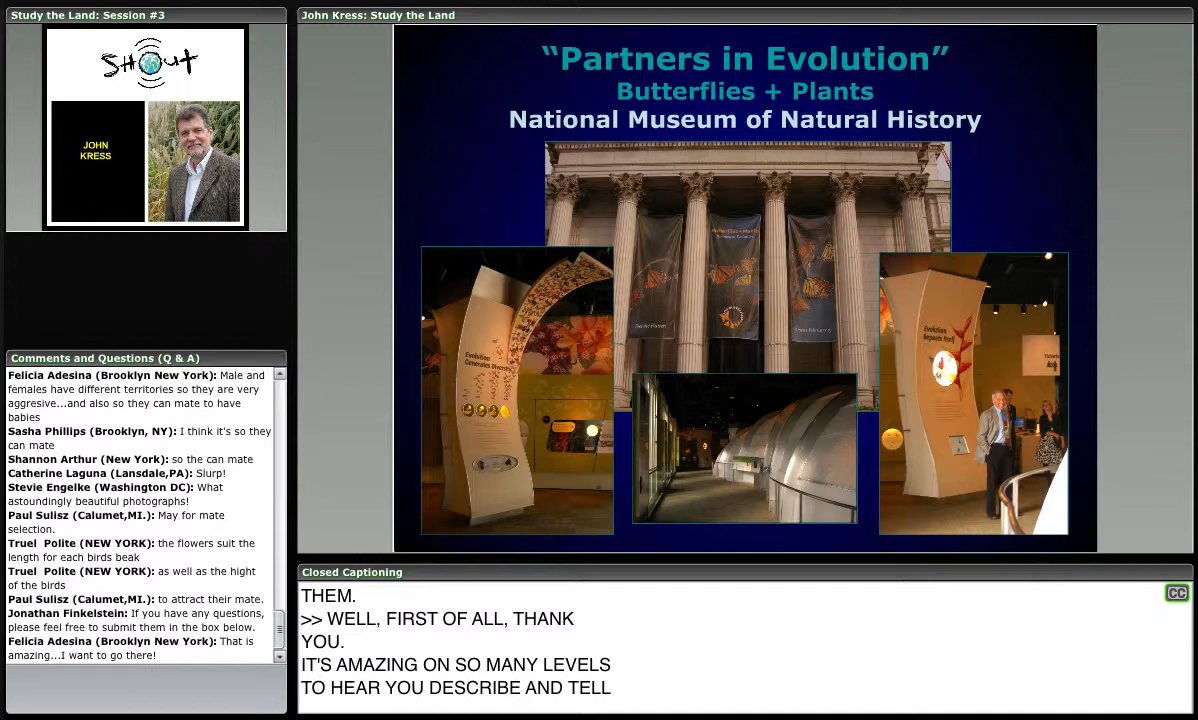 Study the Land: Session #3
SHOUT
JOHN
KRESS
Comments and Questions (Q & A)
Felicia Adesina (Brooklyn New York): Male and
females have different territories so they are very
aggresive...and also so they can mate to have
babies
Sasha Phillips (Brooklyn, NY): I think it's so they
can mate
Shannon Arthur (New York): so the can mate
Catherine Laguna (Lansdale,PA): Slurp!
Stevie Engelke (Washington DC): What
astoundingly beautiful photographs!
Paul Sulisz (Calumet,MI.): May for mate
selection.
Truel  Polite (NEW YORK): the flowers suit the
length for each birds beak
Truel  Polite (NEW YORK): as well as the hight
of the birds
Paul Sulisz (Calumet,MI.): to attract their mate.
Jonathan Finkelstein: If you have any questions,
please feel free to submit them in the box below.
Felicia Adesina (Brooklyn New York): That is
amazing...I want to go there!
John Kress: Study the Land
“Partners in Evolution”
Butterflies + Plants
National Museum of Natural History
Evolution
Generates Diversity
Evolution
Repeats Itself
Tickets
Closed Captioning
CC
THEM.
>> WELL, FIRST OF ALL, THANK
YOU.
IT'S AMAZING ON SO MANY LEVELS
TO HEAR YOU DESCRIBE AND TELL